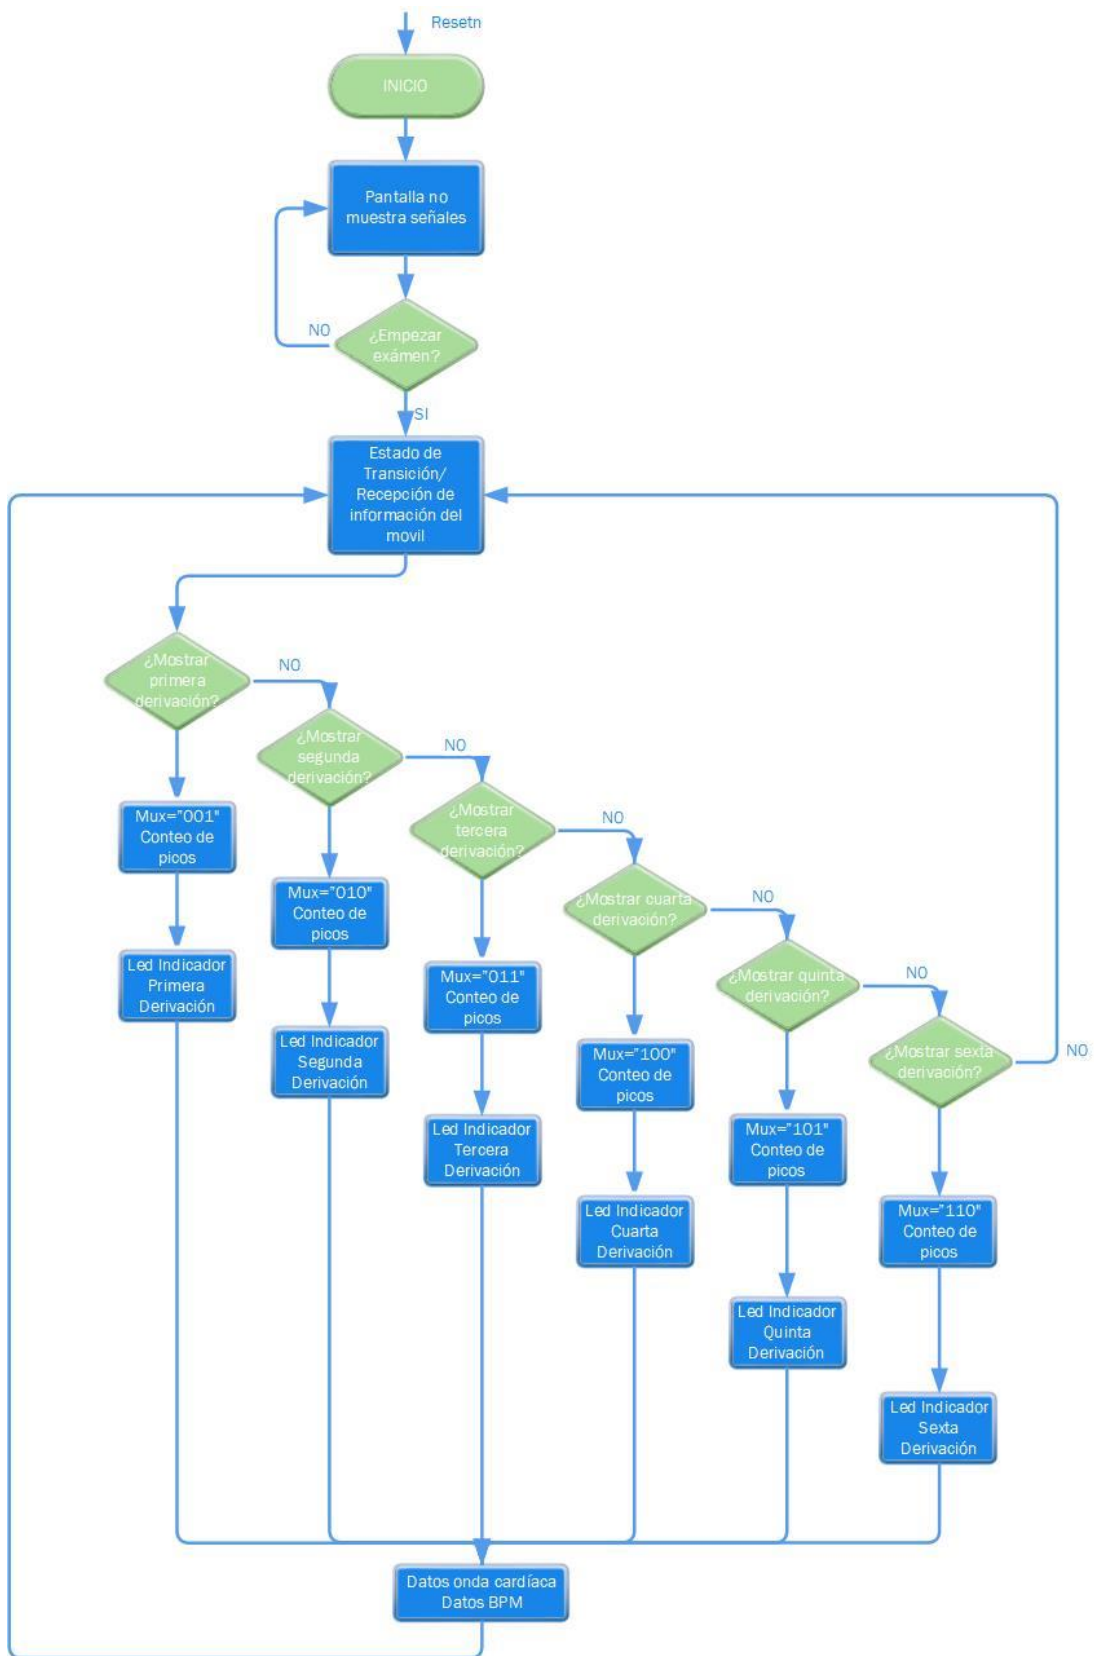 Resetn
INICIO
Pantalla no
muestra señales
NO
¿Empezar
exámen?
SI
Estado de
Transición/
Recepción de
información del
movil
¿Mostrar
primera
derivación?
NO
¿Mostrar
segunda
derivación?
NO
¿Mostrar
tercera
derivación?
NO
¿Mostrar cuarta
derivación?
NO
¿Mostrar quinta
derivación?
NO
¿Mostrar sexta
derivación?
NO
Mux="001"
Conteo de
picos
Mux="010"
Conteo de
picos
Mux="011"
Conteo de
picos
Mux="100"
Conteo de
picos
Mux="101"
Conteo de
picos
Mux="110"
Conteo de
picos
Led Indicador
Primera
Derivación
Led Indicador
Segunda
Derivación
Led Indicador
Tercera
Derivación
Led Indicador
Cuarta
Derivación
Led Indicador
Quinta
Derivación
Led Indicador
Sexta
Derivación
Datos onda cardíaca
Datos BPM